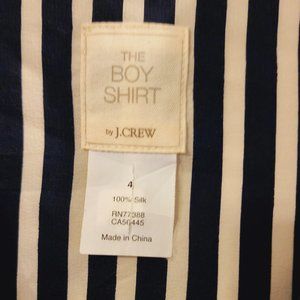 THE
BOY
SHIRT
by J.CREW
4
100% Silk
RN77388
CA56445
Made in China